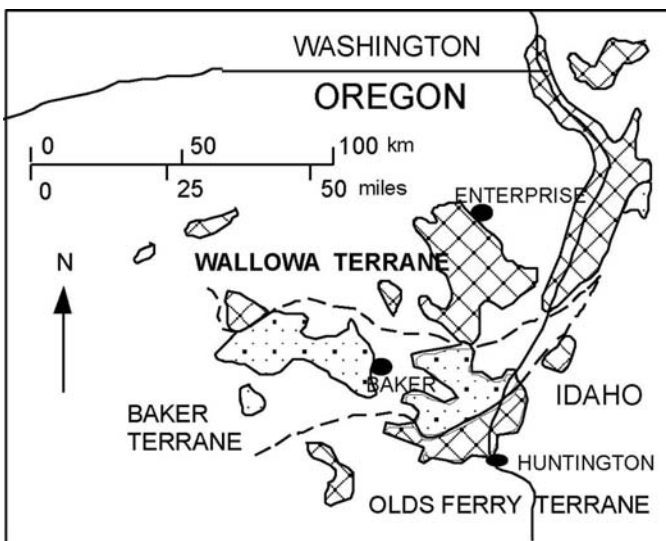 WASHINGTON
OREGON
0 50 100 km
0 25 50 miles
ENTERPRISE
N
WALLOWA TERRANE
BAKER
IDAHO
BAKER
TERRANE
HUNTINGTON
OLDS FERRY TERRANE